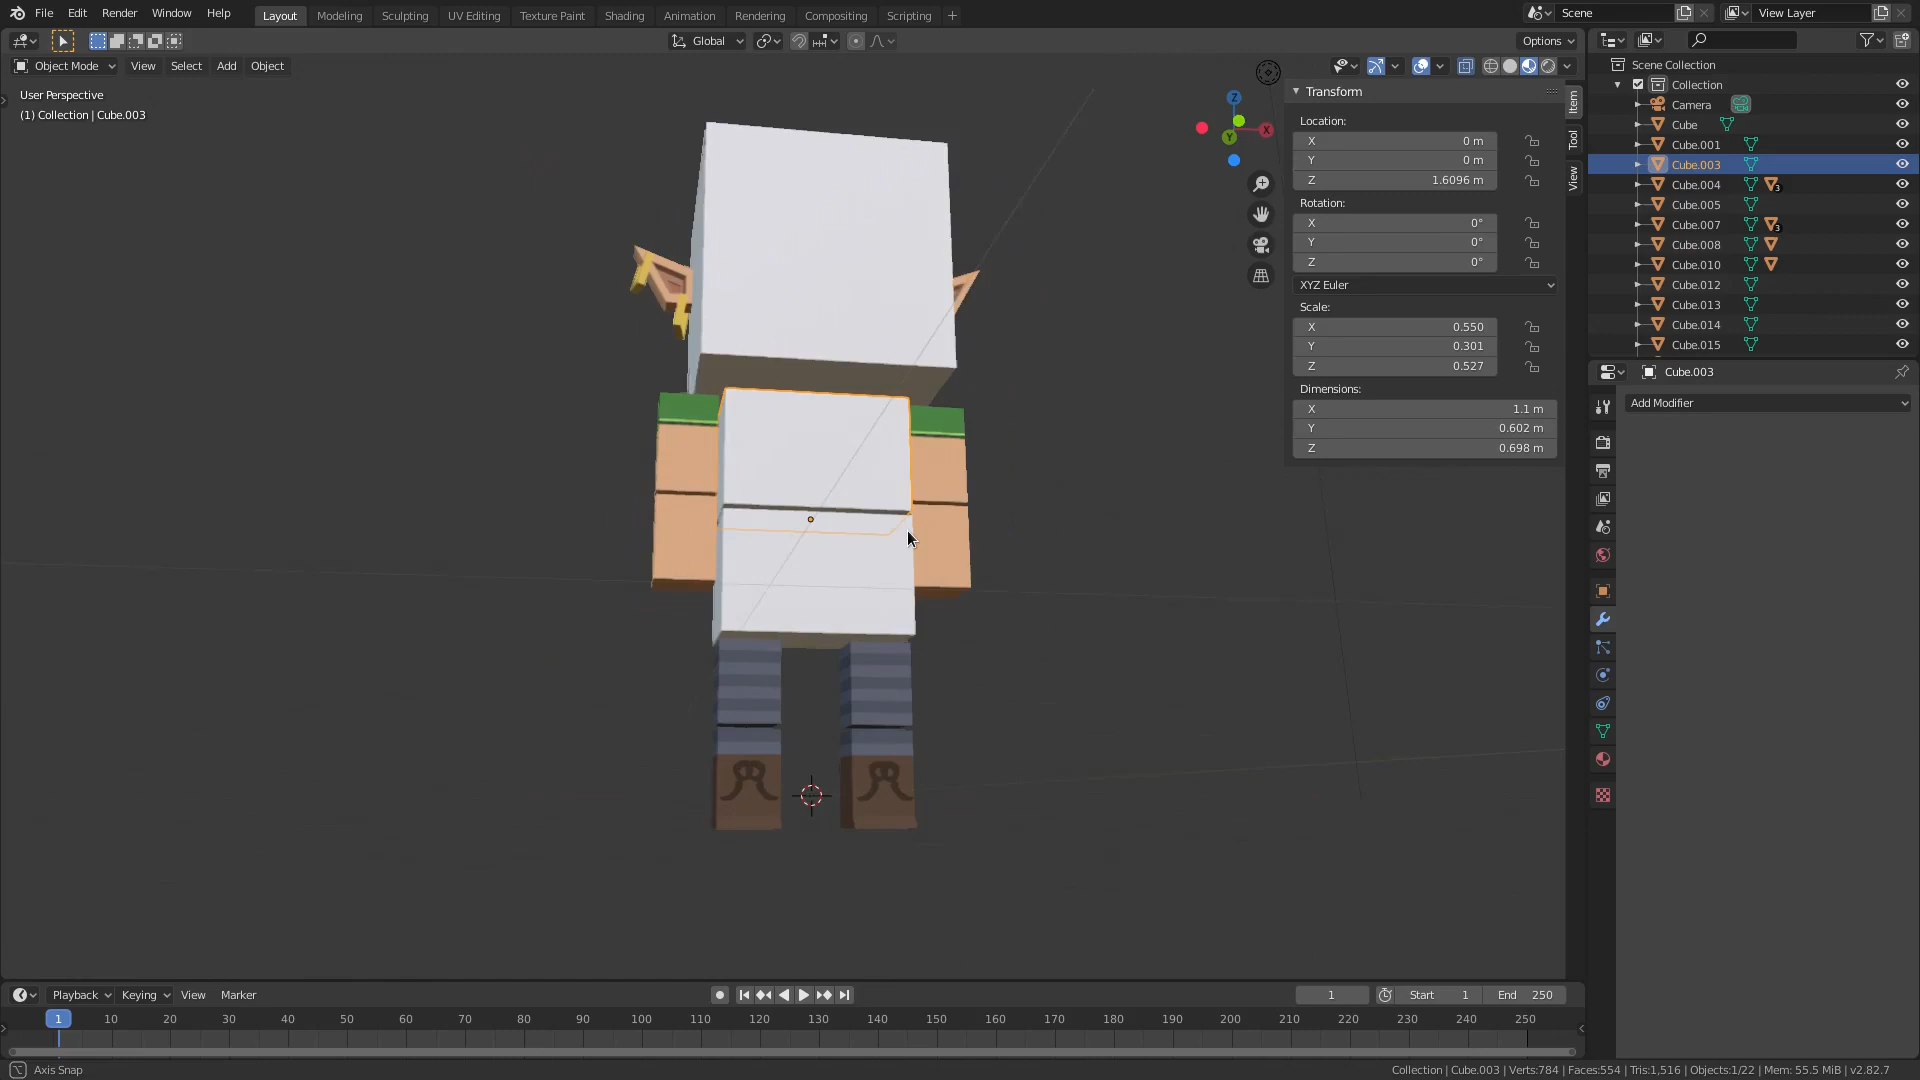 File Edit Render Window Help Layout Modeling Sculpting UV Editing Texture Paint Shading Animation Rendering Compositing Scripting + Scene View Layer
Global Options
Object Mode View Select Add Object
User Perspective
(1) Collection | Cube.003
Z
X
Y
Transform
Location:
X 0 m
Y 0 m
Z 1.6096 m
Rotation:
X 0°
Y 0°
Z 0°
XYZ Euler
Scale:
X 0.550
Y 0.301
Z 0.527
Dimensions:
X 1.1 m
Y 0.602 m
Z 0.698 m
Item
Tool
View
Scene Collection
Collection
Camera
Cube
Cube.001
Cube.003
Cube.004 3
Cube.005
Cube.007 3
Cube.008
Cube.010
Cube.012
Cube.013
Cube.014
Cube.015
Cube.003
Add Modifier
Playback Keying View Marker 1 Start 1 End 250
1 10 20 30 40 50 60 70 80 90 100 110 120 130 140 150 160 170 180 190 200 210 220 230 240 250
Axis Snap
Collection | Cube.003 | Verts:784 | Faces:554 | Tris:1,516 | Objects:1/22 | Mem: 55.5 MiB | v2.82.7